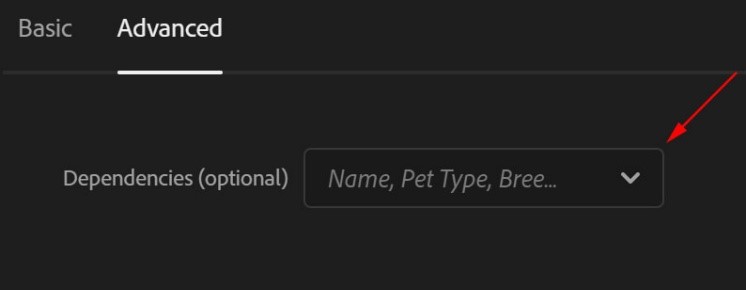 Basic Advanced
Dependencies (optional) Name, Pet Type, Bree...